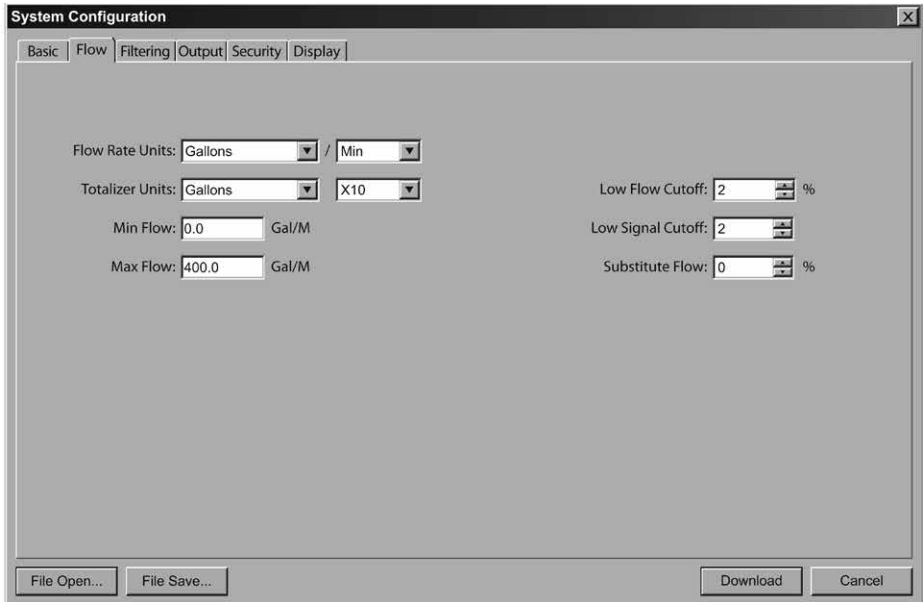 System Configuration
Basic Flow Filtering Output Security Display
Flow Rate Units: Gallons / Min
Totalizer Units: Gallons X10 Low Flow Cutoff: 2 %
Min Flow: 0.0 Gal/M Low Signal Cutoff: 2
Max Flow: 400.0 Gal/M Substitute Flow: 0 %
File Open... File Save... Download Cancel